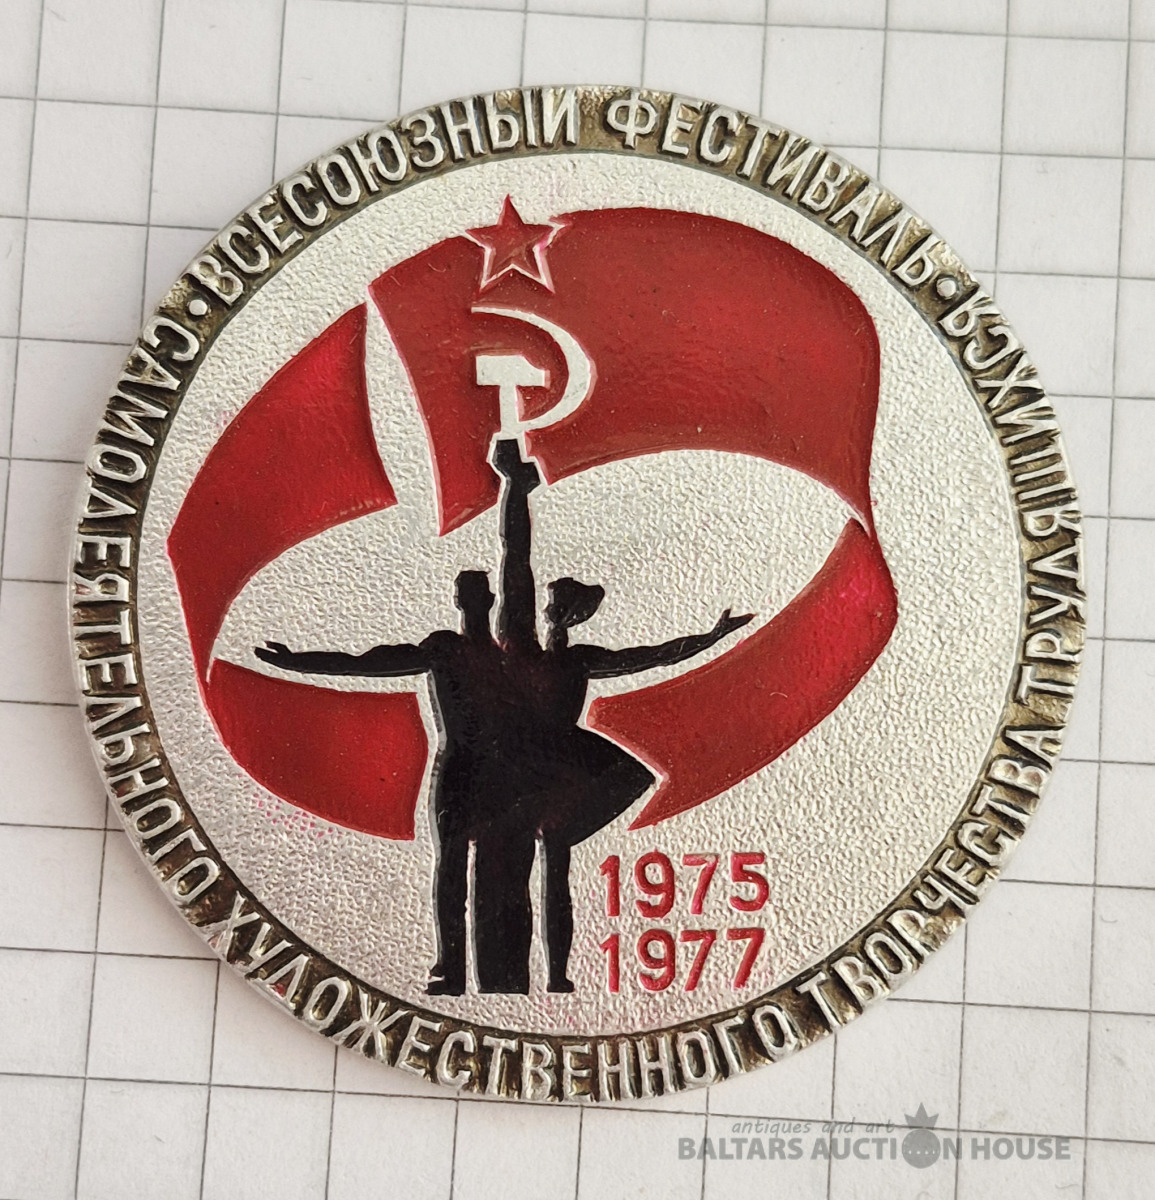 • ВСЕСОЮЗНЫЙ ФЕСТИВАЛЬ •
САМОДЕЯТЕЛЬНОГО ХУДОЖЕСТВЕННОГО ТВОРЧЕСТВА ТРУДЯЩИХСЯ
1975
1977
antiques and art
BALTARS AUCTION HOUSE